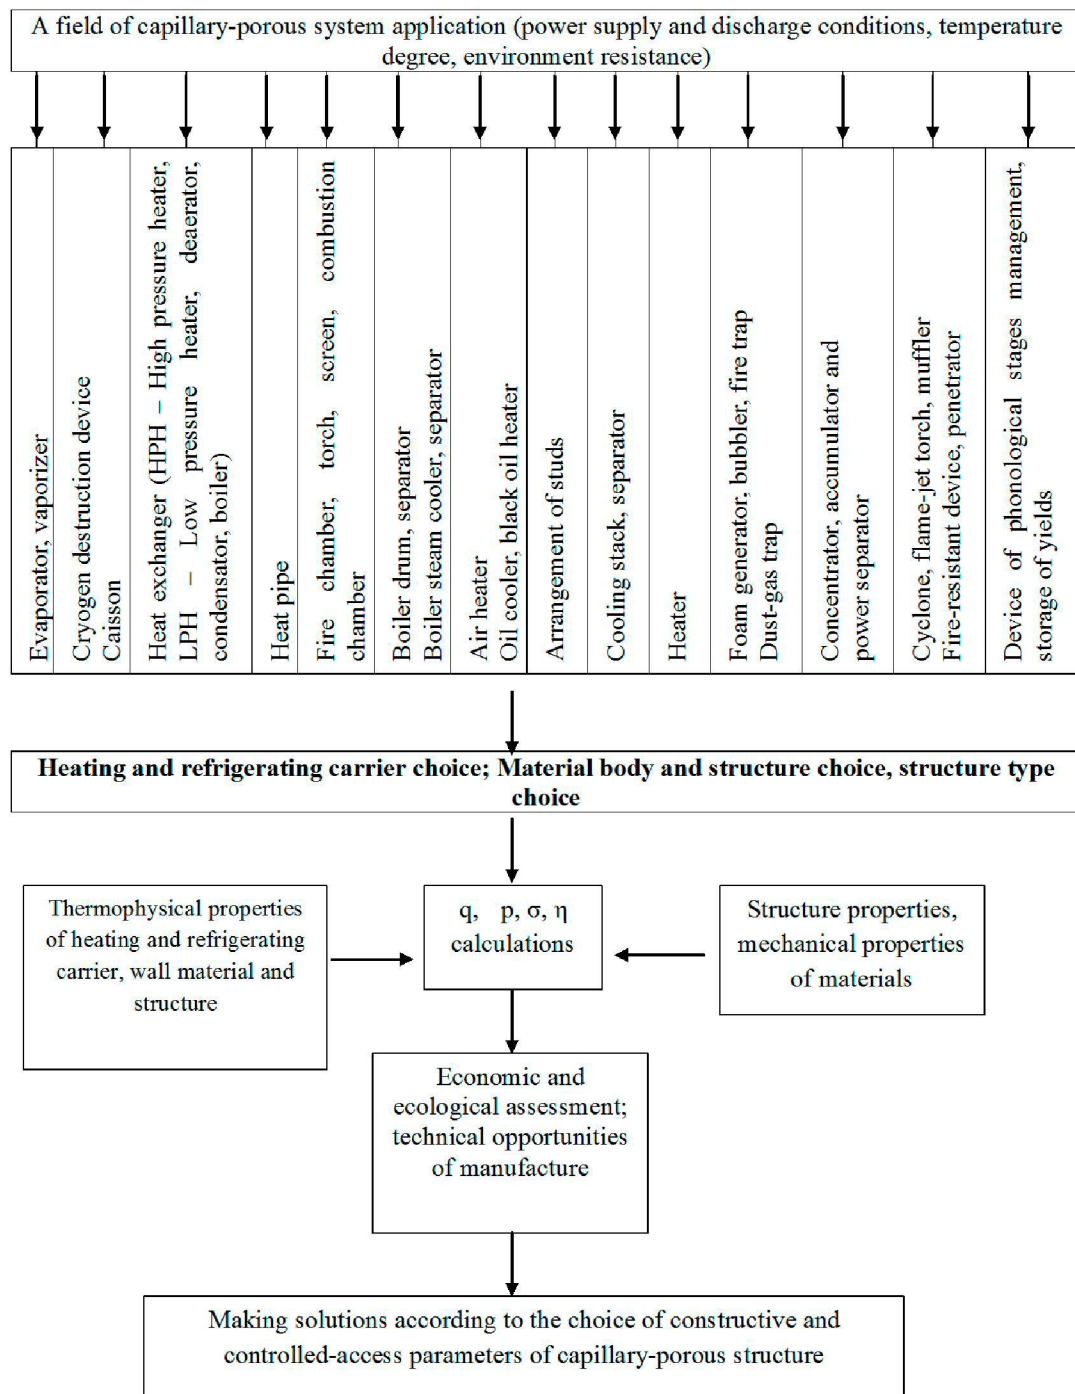 A field of capillary-porous system application (power supply and discharge conditions, temperature
degree, environment resistance)
Evaporator, vaporizer
Cryogen destruction device
Caisson
Heat exchanger (HPH – High pressure heater,
LPH – Low pressure heater, deaerator,
condensator, boiler)
Heat pipe
Fire chamber, torch, screen, combustion
chamber
Boiler drum, separator
Boiler steam cooler, separator
Air heater
Oil cooler, black oil heater
Arrangement of studs
Cooling stack, separator
Heater
Foam generator, bubbler, fire trap
Dust-gas trap
Concentrator, accumulator and
power separator
Cyclone, flame-jet torch, muffler
Fire-resistant device, penetrator
Device of phonological stages management,
storage of yields
Heating and refrigerating carrier choice; Material body and structure choice, structure type
choice
Thermophysical properties
of heating and refrigerating
carrier, wall material and
structure
q, p, σ, η
calculations
Structure properties,
mechanical properties
of materials
Economic and
ecological assessment;
technical opportunities
of manufacture
Making solutions according to the choice of constructive and
controlled-access parameters of capillary-porous structure